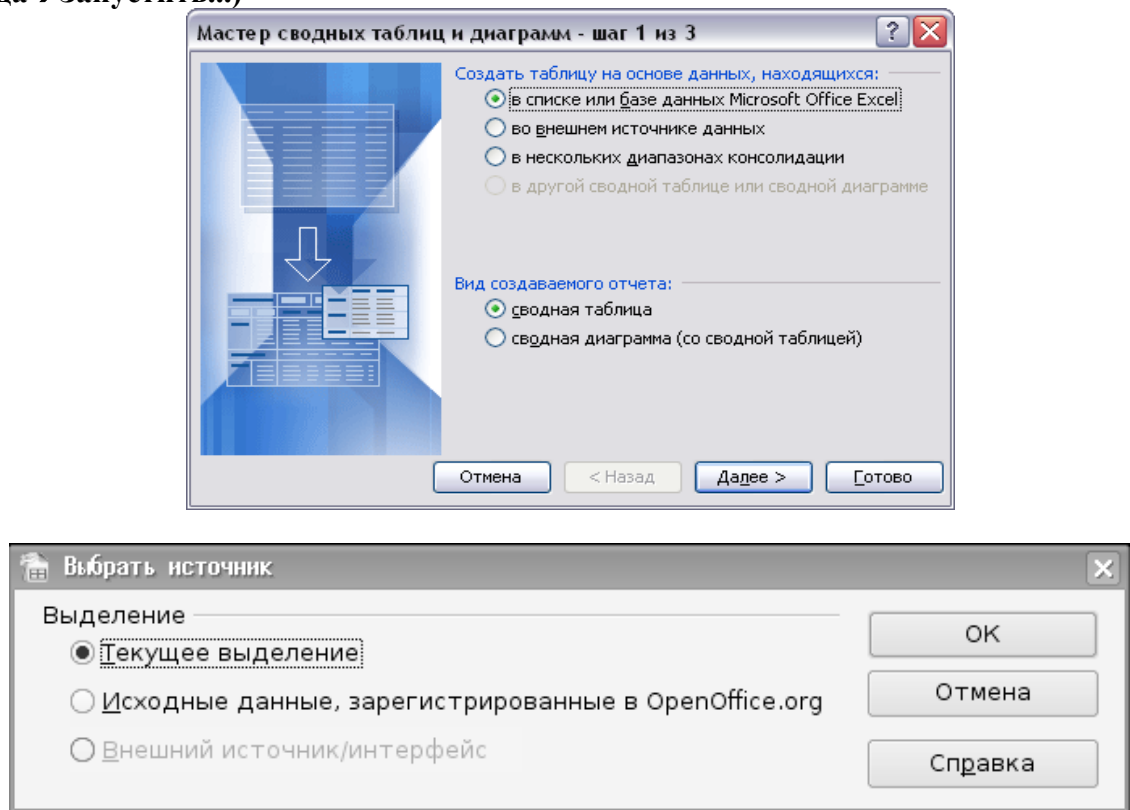 Запустить...)
Мастер сводных таблиц и диаграмм - шаг 1 из 3
Создать таблицу на основе данных, находящихся:
в списке или базе данных Microsoft Office Excel
во внешнем источнике данных
в нескольких диапазонах консолидации
в другой сводной таблице или сводной диаграмме
Вид создаваемого отчета:
сводная таблица
сводная диаграмма (со сводной таблицей)
Отмена
< Назад
Далее >
Готово
Выбрать источник
Выделение
Текущее выделение
Исходные данные, зарегистрированные в OpenOffice.org
Внешний источник/интерфейс
OK
Отмена
Справка